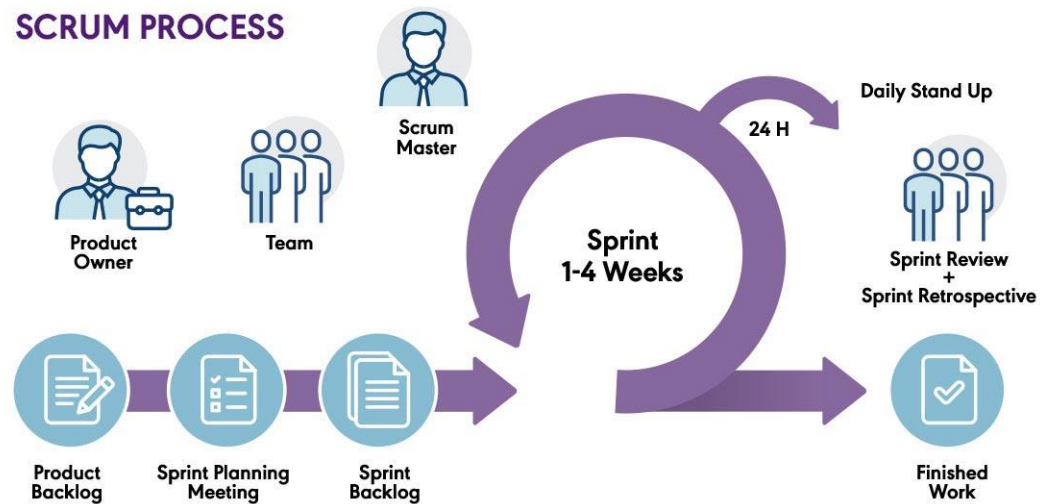 SCRUM PROCESS
Scrum
Master
Product
Owner
Team
Daily Stand Up
24 H
Sprint
1-4 Weeks
Sprint Review
+
Sprint Retrospective
Product
Backlog
Sprint Planning
Meeting
Sprint
Backlog
Finished
Work